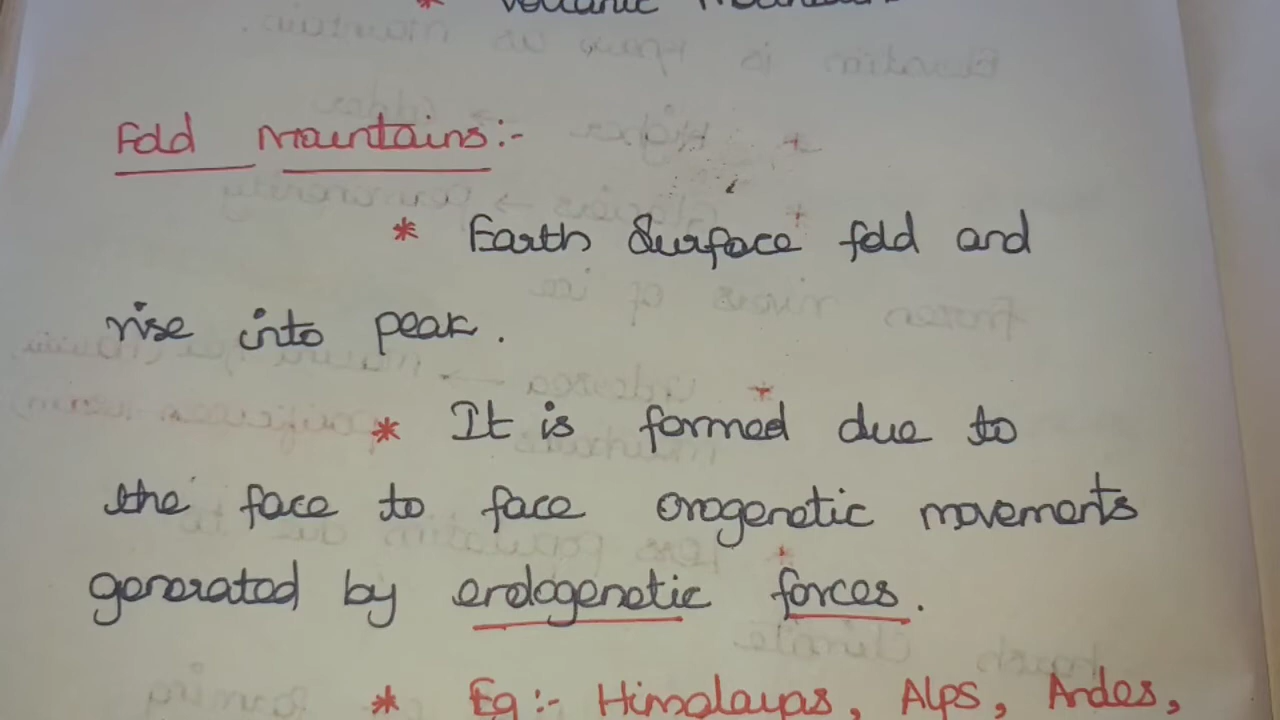 * Volcanic
Fold Mountains:-
* Earth Surface fold and
rise into peak.
* It is formed due to
the face to face orogenetic movements
generated by endogenetic forces.
* Eg:- Himalayas, Alps, Andes,